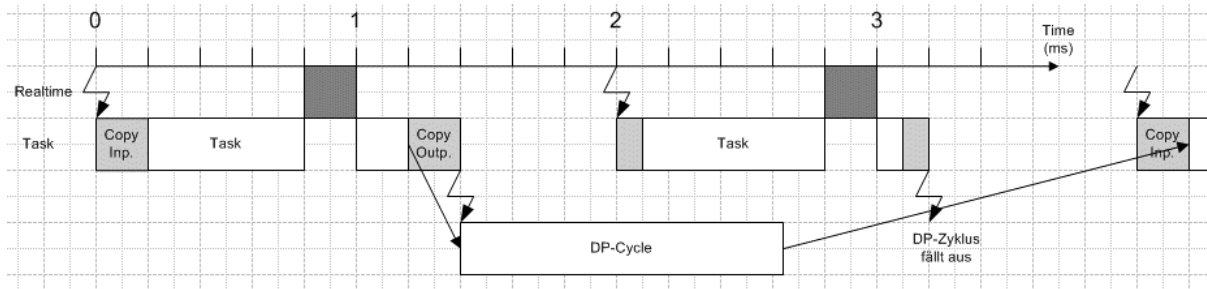 0 1 2 3
Time
(ms)
Realtime
Task
Copy
Inp.
Task
Copy
Outp.
Task
Copy
Inp.
DP-Cycle
DP-Zyklus
fällt aus